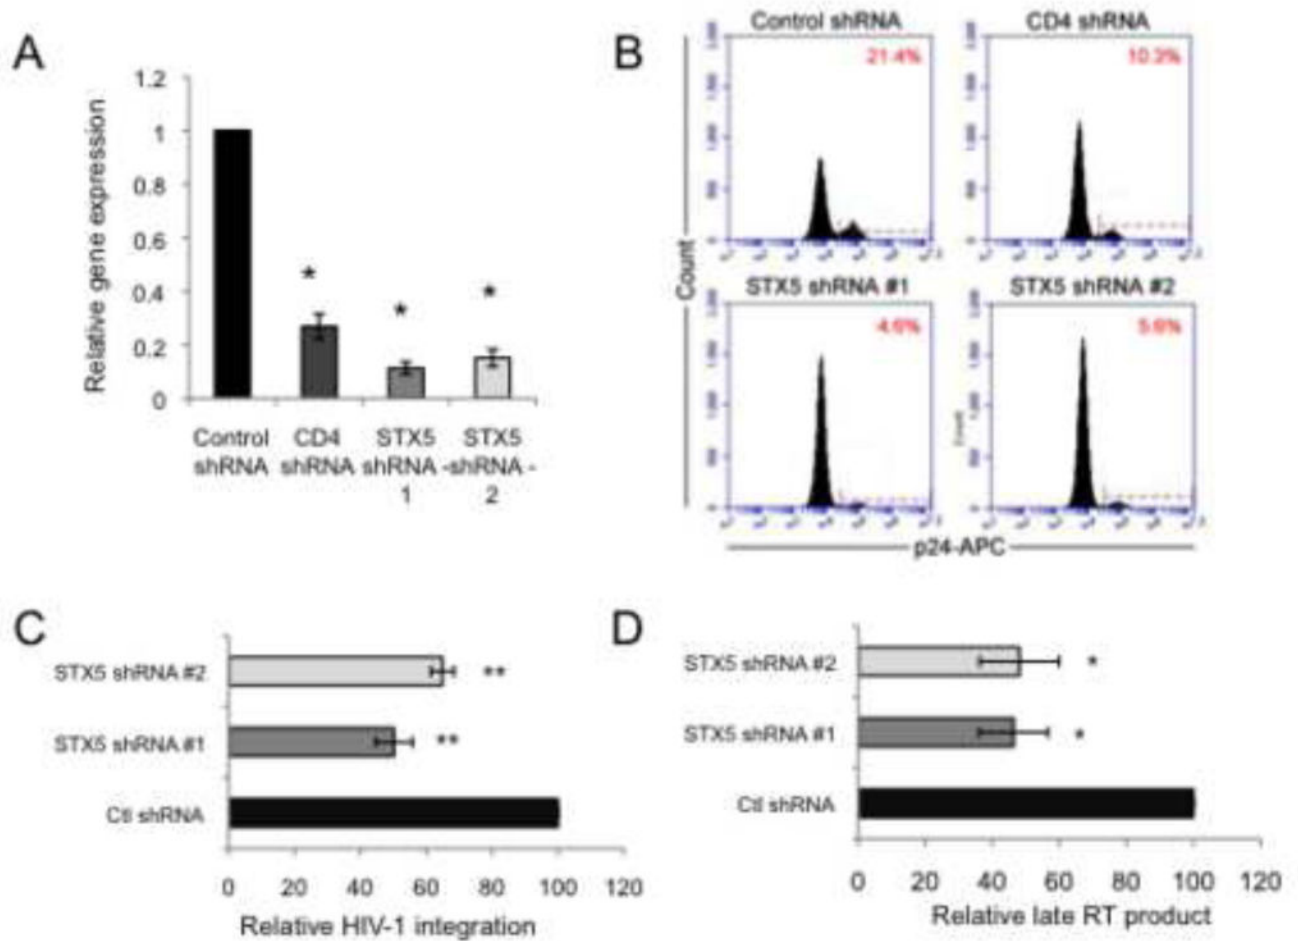 A
Relative gene expression
1.2
1
0.8
0.6
0.4
0.2
0
*
*
*
Control
shRNA
CD4
shRNA
STX5
shRNA -
1
STX5
shRNA -
2
B
Control shRNA
21.4%
CD4 shRNA
10.3%
STX5 shRNA #1
4.6%
STX5 shRNA #2
5.6%
Count
Count
p24-APC
C
STX5 shRNA #2
**
STX5 shRNA #1
**
Ctl shRNA
0 20 40 60 80 100 120
Relative HIV-1 integration
D
STX5 shRNA #2
*
STX5 shRNA #1
*
Ctl shRNA
0 20 40 60 80 100 120
Relative late RT product